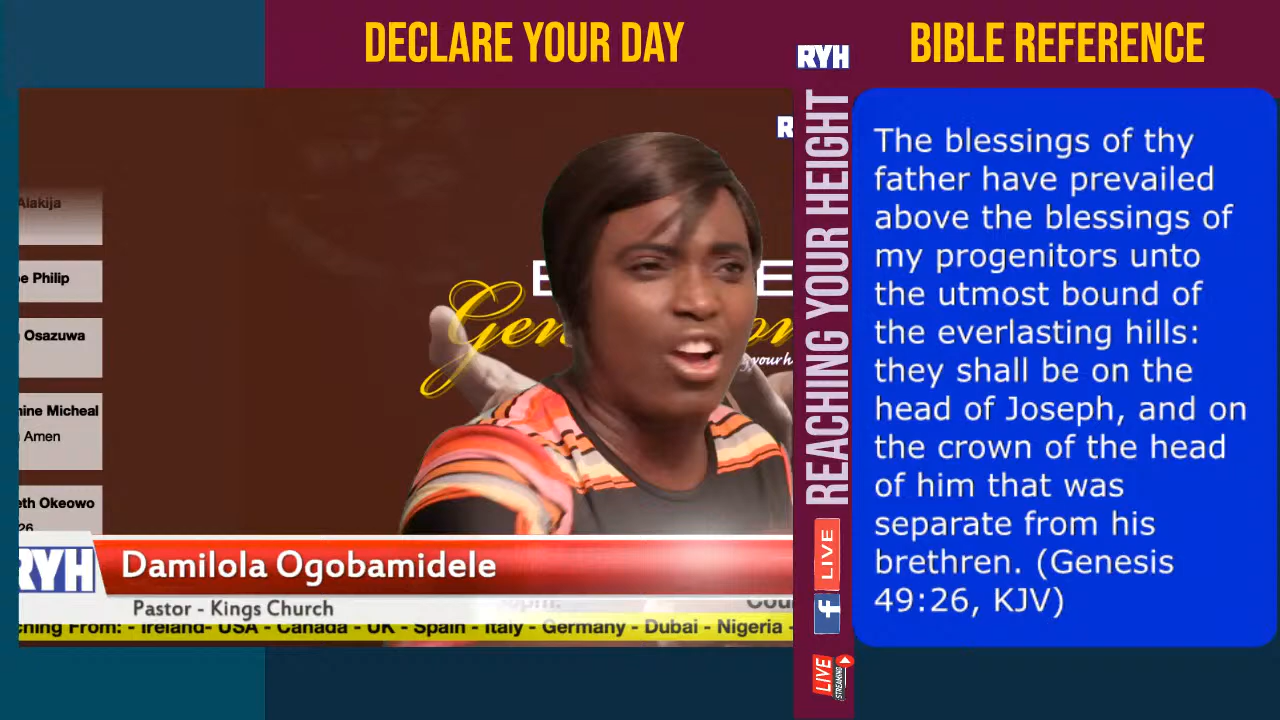 DECLARE YOUR DAY
BIBLE REFERENCE
RYH
REACHING YOUR HEIGHT
LIVE
f
LIVE
STREAMING
The blessings of thy
father have prevailed
above the blessings of
my progenitors unto
the utmost bound of
the everlasting hills:
they shall be on the
head of Joseph, and on
the crown of the head
of him that was
separate from his
brethren. (Genesis
49:26, KJV)
Alakija
Philip
Osazuwa
Micheal
Amen
Okeowo
26
your
RYH
Damilola Ogobamidele
Pastor - Kings Church
From: - Ireland- USA - Canada - UK - Spain - Italy - Germany - Dubai - Nigeria -